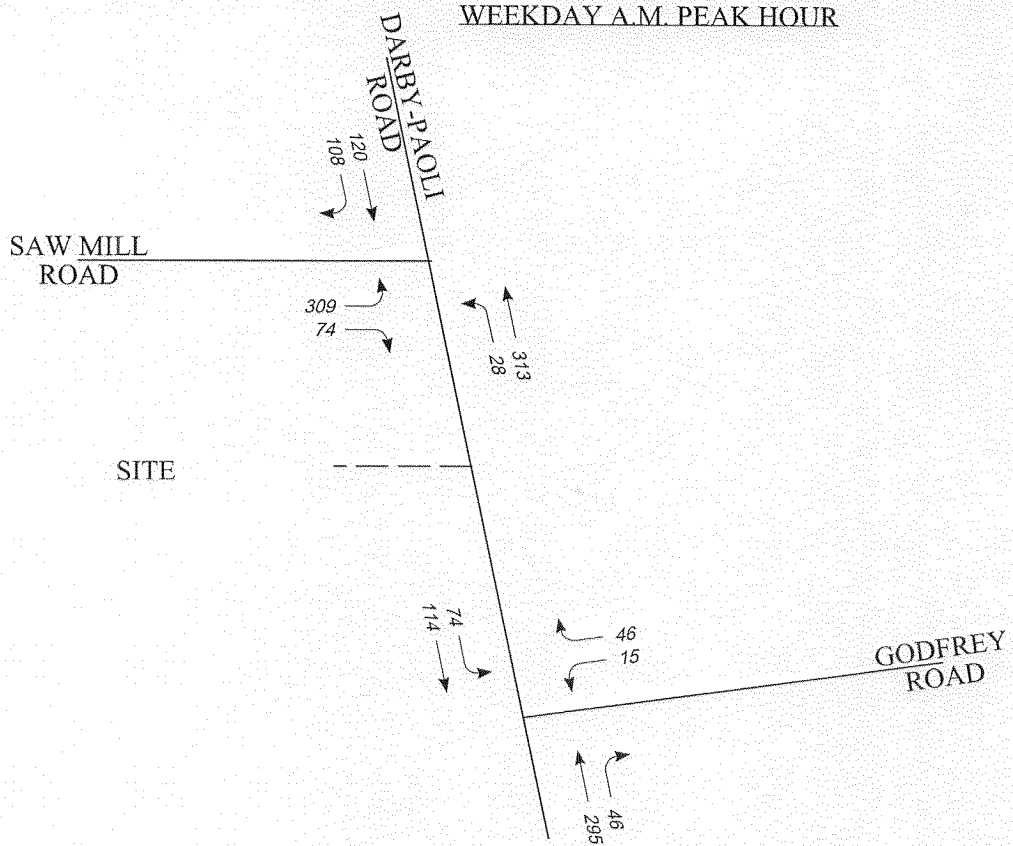 WEEKDAY A.M. PEAK HOUR
DARBY-PAOLI
ROAD
120
108
SAW MILL
ROAD
309
74
313
28
SITE
74
114
46
15
GODFREY
ROAD
46
295